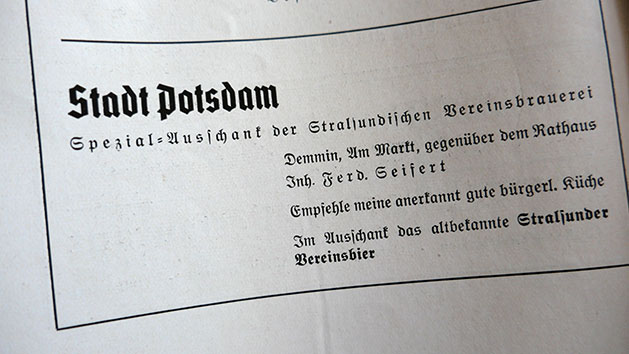 Stadt Potsdam
Spezial-Ausschank der Stralsundischen Vereinsbrauerei
Demmin, Am Markt, gegenüber dem Rathaus
Inh. Ferd. Seifert
Empfehle meine anerkannt gute bürgerl. Küche
Im Ausschank das altbekannte Stralsunder
Vereinsbier